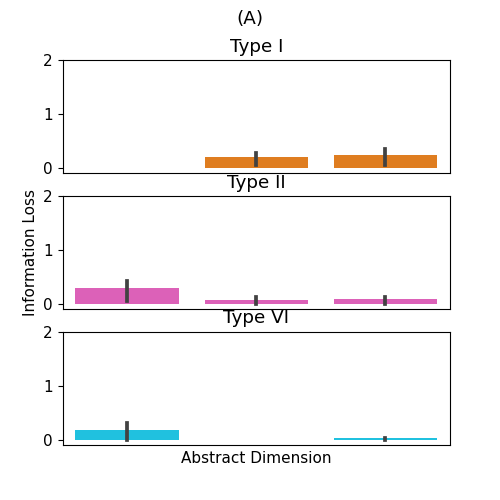 (A)
Type I
2
1
0
Type II
2
1
0
Information Loss
Type VI
2
1
0
Abstract Dimension